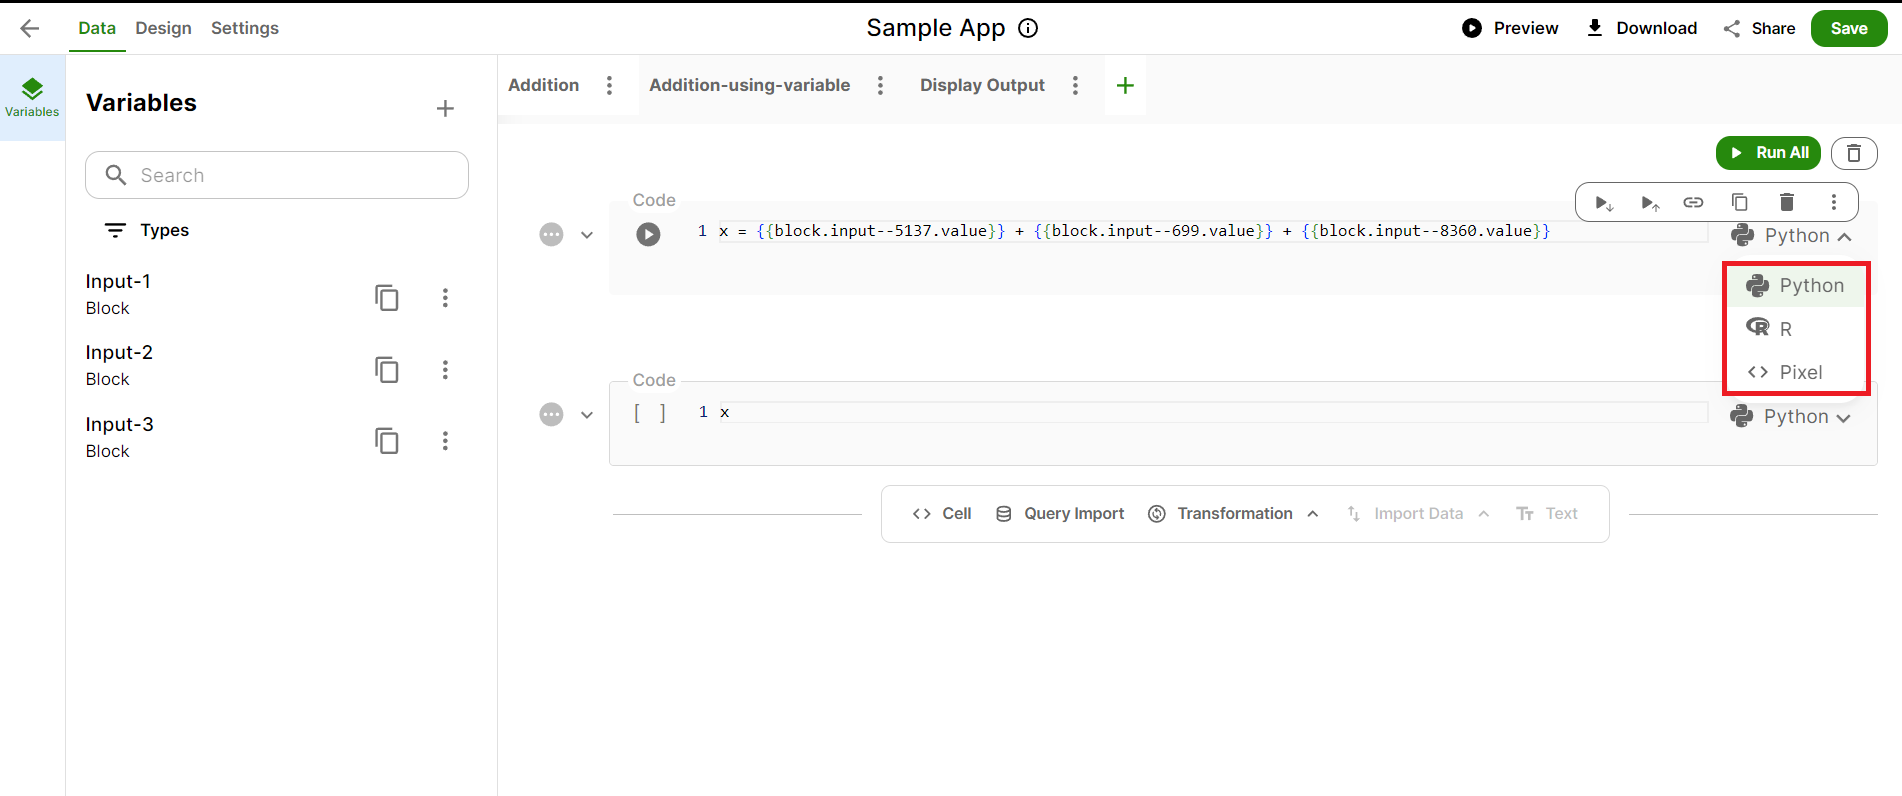 Data Design Settings
Sample App
Preview Download Share Save
Variables
Variables
Search
Types
Input-1
Block
Input-2
Block
Input-3
Block
Addition Addition-using-variable Display Output
Run All
Code
1 x = {{block.input--5137.value}} + {{block.input--699.value}} + {{block.input--8360.value}}
Python
Python
R
Pixel
Code
[ ] 1 x
Python
Cell Query Import Transformation Import Data Text